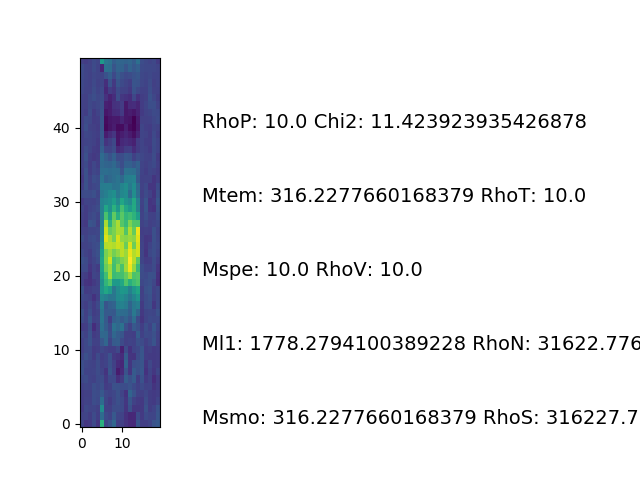 RhoP: 10.0 Chi2: 11.423923935426878
40
Mtem: 316.2277660168379 RhoT: 10.0
30
Mspe: 10.0 RhoV: 10.0
20
Ml1: 1778.2794100389228 RhoN: 31622.776
10
Msmo: 316.2277660168379 RhoS: 316227.7
0
0 10